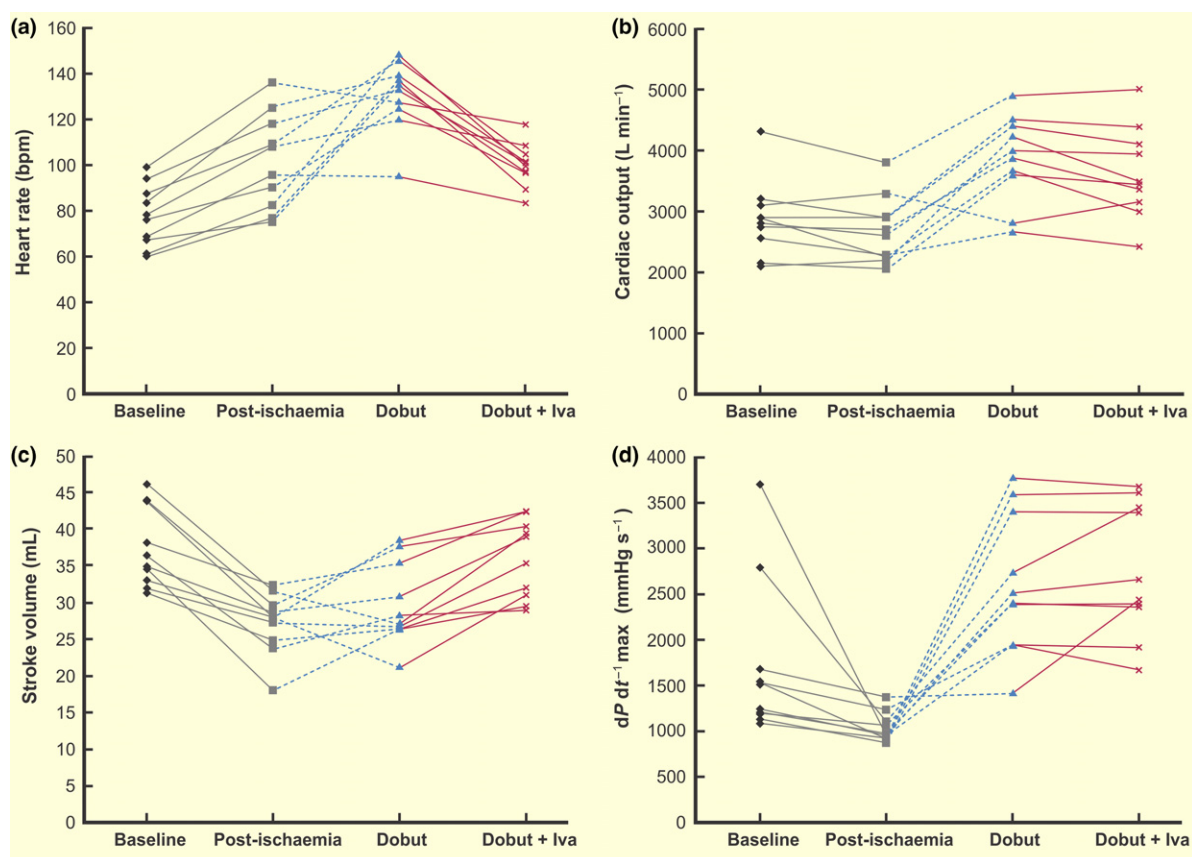 (a)
Heart rate (bpm)
160
140
120
100
80
60
40
20
0
Baseline
Post-ischaemia
Dobut
Dobut + Iva
(b)
Cardiac output (L min⁻¹)
6000
5000
4000
3000
2000
1000
0
Baseline
Post-ischaemia
Dobut
Dobut + Iva
(c)
Stroke volume (mL)
50
45
40
35
30
25
20
15
10
5
0
Baseline
Post-ischaemia
Dobut
Dobut + Iva
(d)
dP dt⁻¹ max (mmHg s⁻¹)
4000
3500
3000
2500
2000
1500
1000
500
0
Baseline
Post-ischaemia
Dobut
Dobut + Iva